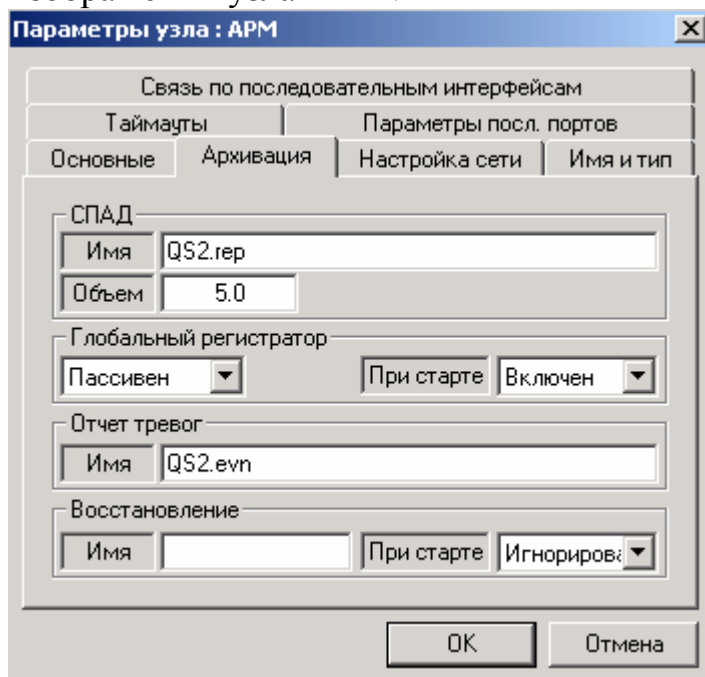 Параметры узла : АРМ
Связь по последовательным интерфейсам
Таймауты Параметры посл. портов
Основные Архивация Настройка сети Имя и тип
СПАД
Имя QS2.rep
Объем 5.0
Глобальный регистратор
Пассивен При старте Включен
Отчет тревог
Имя QS2.evn
Восстановление
Имя При старте Игнорирова
OK Отмена